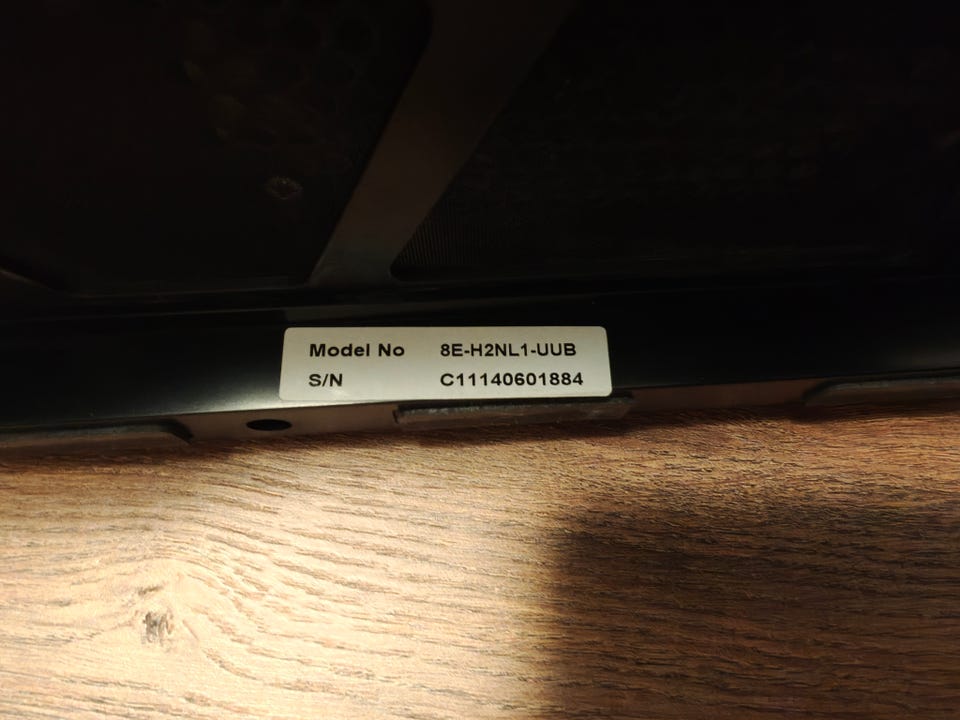 Model No 8E-H2NL1-UUB
S/N C11140601884